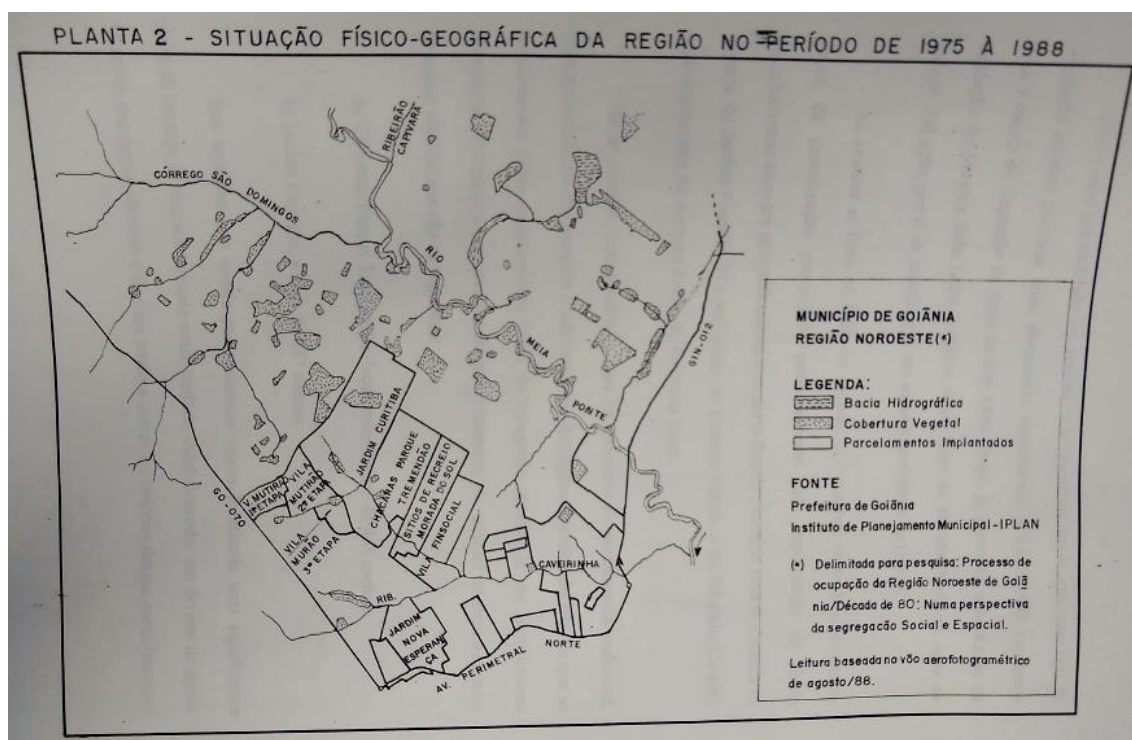 PLANTA 2 - SITUAÇÃO FÍSICO-GEOGRÁFICA DA REGIÃO NO PERÍODO DE 1975 À 1988
RIBEIRÃO
CAPIVARA
CÓRREGO SÃO DOMINGOS
RIO
MEIA
PONTE
GIN-012
GO-070
JARDIM CURITIBA
CHÁCARAS PARQUE
TREMENDÃO
SITIOS DE RECREIO
MORADA DO SOL
VILA
FINSOCIAL
V. MUTIRÃO
1ª ETAPA
VILA
MUTIRÃO
2ª ETAPA
VILA
MURÃO
3ª ETAPA
RIB.
CAVEIRINHA
JARDIM
NOVA
ESPERAN
ÇA
AV. PERIMETRAL NORTE
MUNICÍPIO DE GOIÂNIA
REGIÃO NOROESTE(*)
LEGENDA:
Bacia Hidrográfica
Cobertura Vegetal
Parcelamentos Implantados
FONTE
Prefeitura de Goiânia
Instituto de Planejamento Municipal-IPLAN
(*) Delimitada para pesquisa: Processo de
ocupação da Região Noroeste de Goiâ
nia/Década de 80: Numa perspectiva
da segregacão Social e Espacial.
Leitura baseada no vôo aerofotogramétrico
de agosto/88.